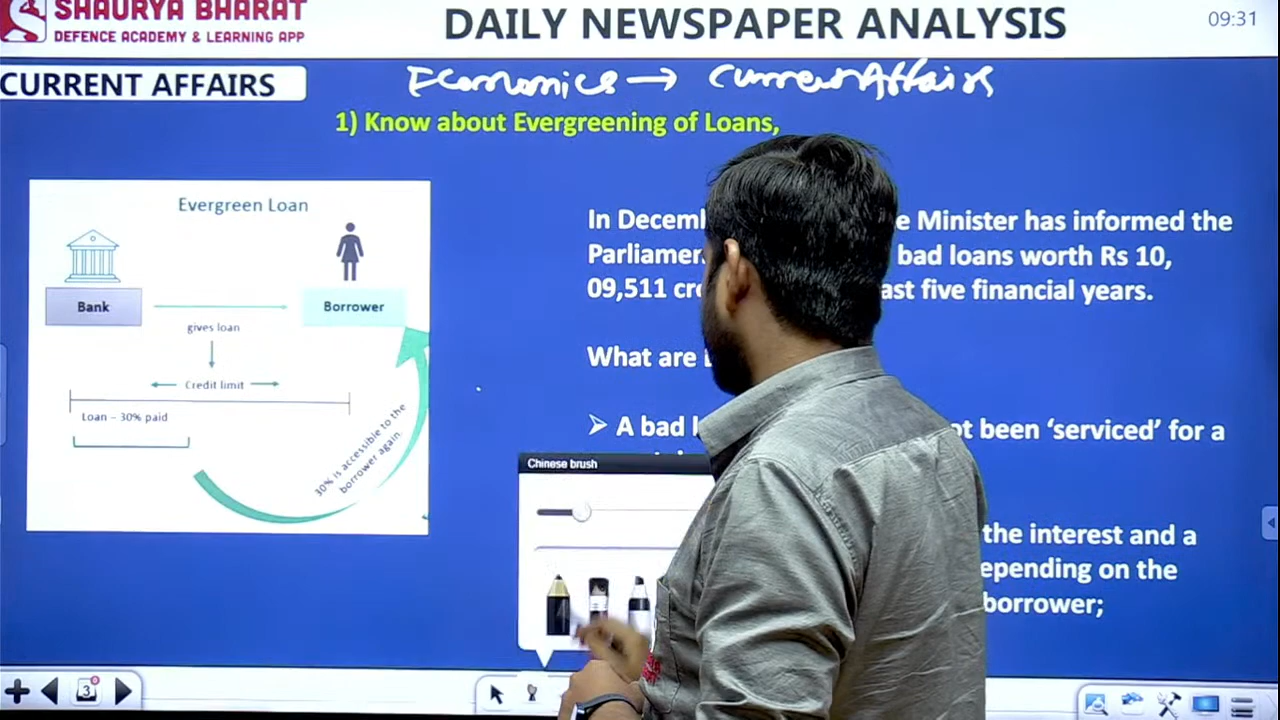 SHAURYA BHARAT
DEFENCE ACADEMY & LEARNING APP
DAILY NEWSPAPER ANALYSIS
09:31
CURRENT AFFAIRS
Economics → Current Affairs
1) Know about Evergreening of Loans,
Evergreen Loan
Bank
Borrower
gives loan
Credit limit
Loan – 30% paid
30% is accessible to the
borrower again.
In Decemb
e Minister has informed the
Parliamen
bad loans worth Rs 10,
09,511 cr
ast five financial years.
What are
➢ A bad l
ot been ‘serviced’ for a
Chinese brush
the interest and a
epending on the
borrower;
3